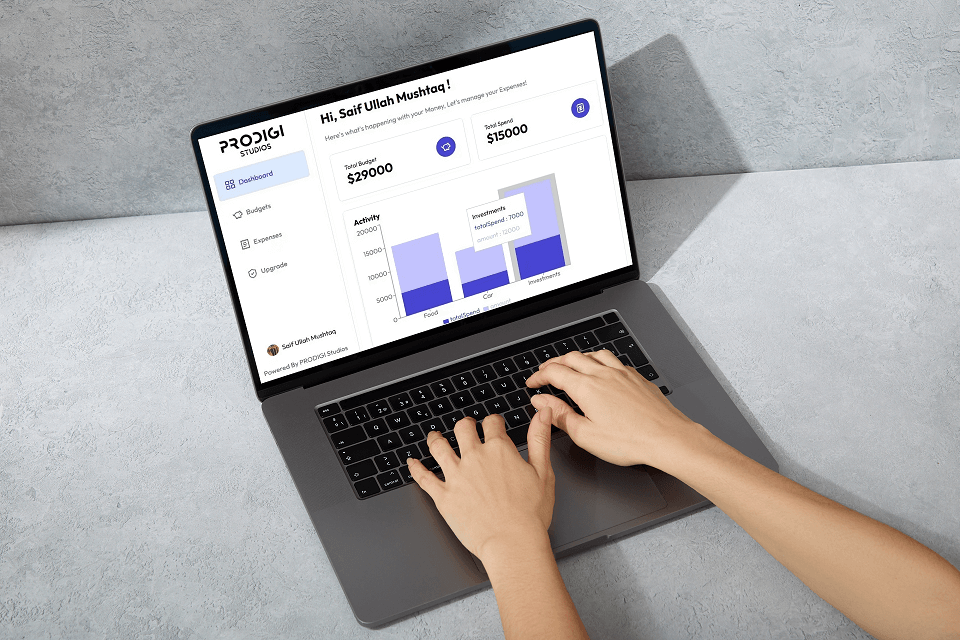 PRODIGI
STUDIOS
Dashboard
Budgets
Expenses
Upgrade
Saif Ullah Mushtaq
Powered By PRODIGI Studios
Hi, Saif Ullah Mushtaq !
Here's what's happening with your Money, Let's manage your Expenses!
Total Budget
$29000
Total Spend
$15000
Activity
20000
15000
10000
5000
0
Food
Car
Investments
Investments
totalSpend : 7000
amount : 12000
totalSpend
amount